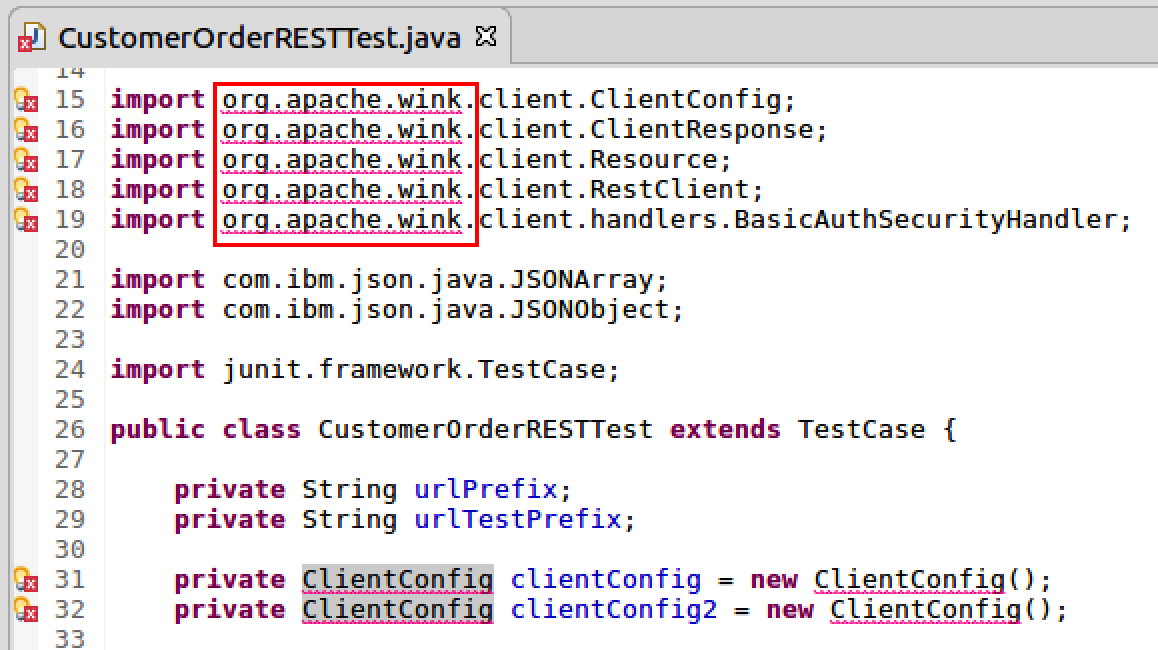 CustomerOrderRESTTest.java
14
15 import org.apache.wink.client.ClientConfig;
16 import org.apache.wink.client.ClientResponse;
17 import org.apache.wink.client.Resource;
18 import org.apache.wink.client.RestClient;
19 import org.apache.wink.client.handlers.BasicAuthSecurityHandler;
20
21 import com.ibm.json.java.JSONArray;
22 import com.ibm.json.java.JSONObject;
23
24 import junit.framework.TestCase;
25
26 public class CustomerOrderRESTTest extends TestCase {
27
28 private String urlPrefix;
29 private String urlTestPrefix;
30
31 private ClientConfig clientConfig = new ClientConfig();
32 private ClientConfig clientConfig2 = new ClientConfig();
33